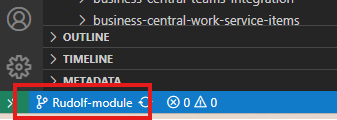 business-central-teams-integration
business-central-work-service-items
OUTLINE
TIMELINE
METADATA
Rudolf-module 0 0